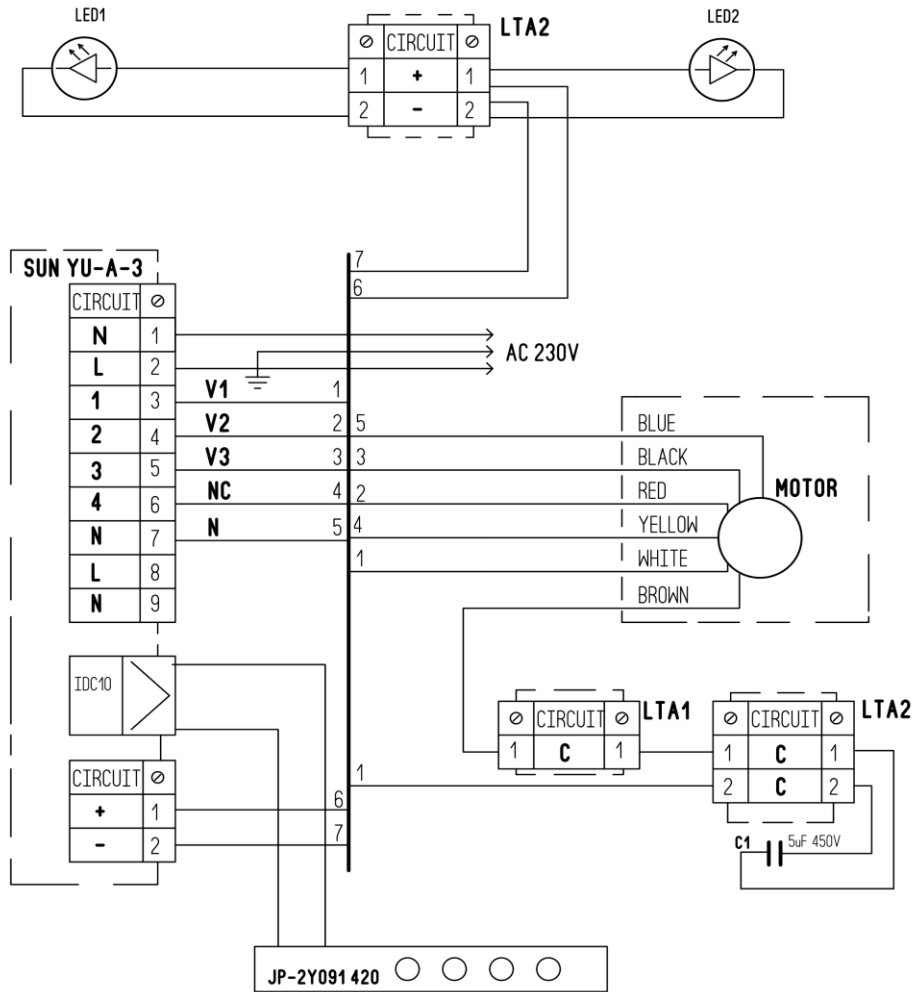 LED1
LTA2
LED2
⊘ CIRCUIT ⊘
1 + 1
2 - 2
7
6
SUN YU-A-3
CIRCUIT ⊘
N 1
L 2
1 3
2 4
3 5
4 6
N 7
L 8
N 9
AC 230V
V1 1
V2 2 5
V3 3 3
NC 4 2
N 5 4
1
BLUE
BLACK
RED
YELLOW
WHITE
BROWN
MOTOR
IDC10
⊘ CIRCUIT ⊘ LTA1
1 C 1
⊘ CIRCUIT ⊘ LTA2
1 C 1
2 C 2
1
6
7
CIRCUIT ⊘
+ 1
- 2
C1 5uF 450V
JP-2Y091 420